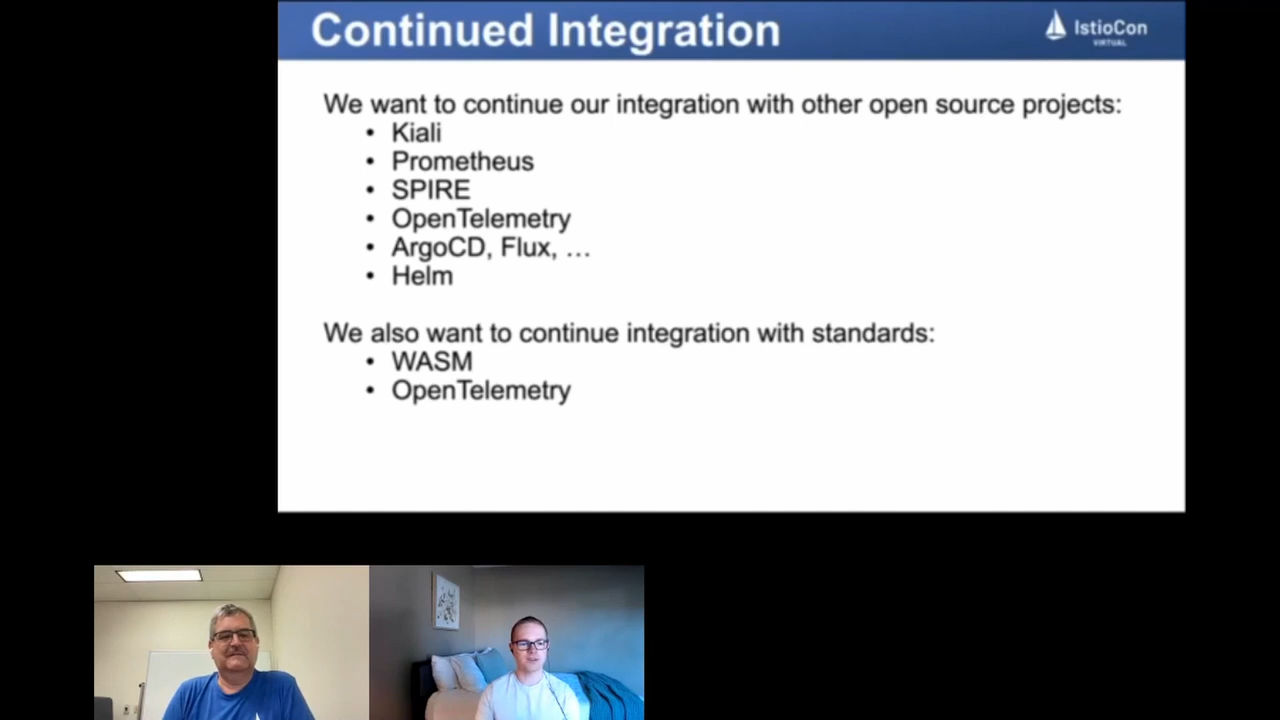 Continued Integration
IstioCon
VIRTUAL
We want to continue our integration with other open source projects:
• Kiali
• Prometheus
• SPIRE
• OpenTelemetry
• ArgoCD, Flux, …
• Helm
We also want to continue integration with standards:
• WASM
• OpenTelemetry